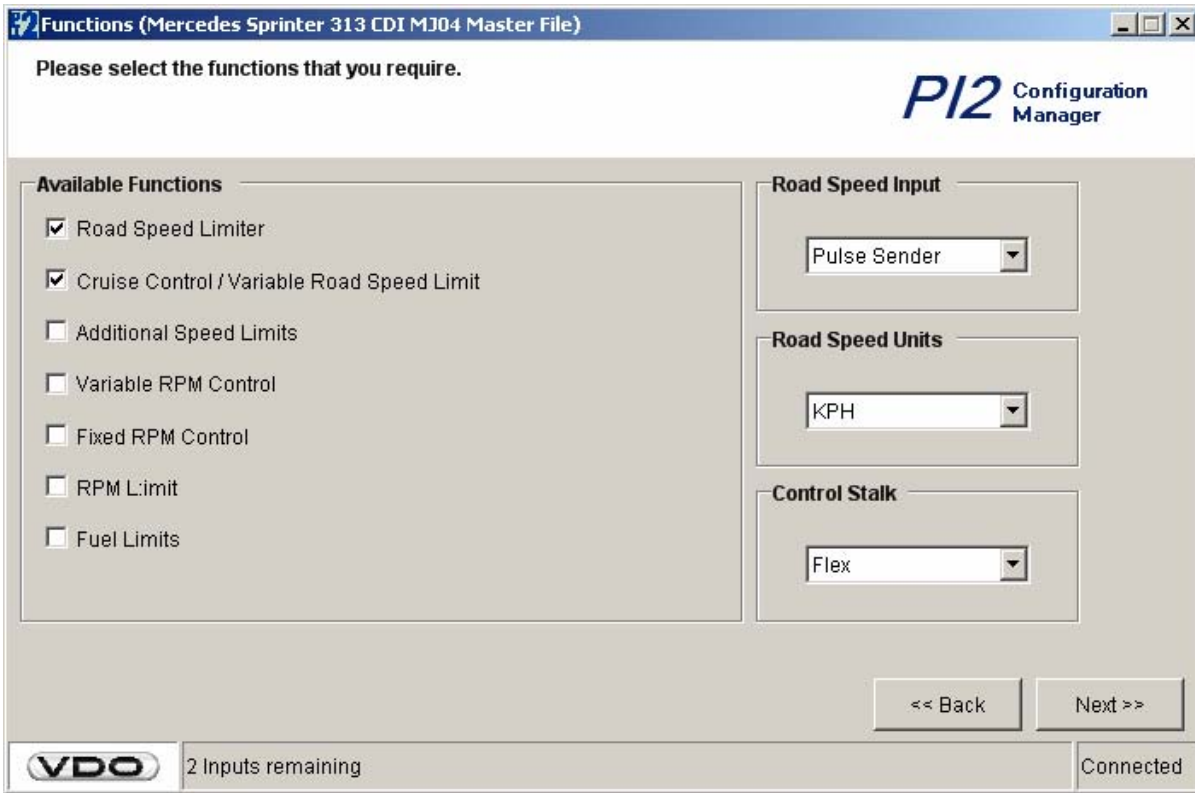 Functions (Mercedes Sprinter 313 CDI MJ04 Master File)
Please select the functions that you require.
PI2 Configuration
Manager
Available Functions
Road Speed Limiter
Cruise Control / Variable Road Speed Limit
Additional Speed Limits
Variable RPM Control
Fixed RPM Control
RPM L:imit
Fuel Limits
Road Speed Input
Pulse Sender
Road Speed Units
KPH
Control Stalk
Flex
<< Back
Next >>
VDO
2 Inputs remaining
Connected